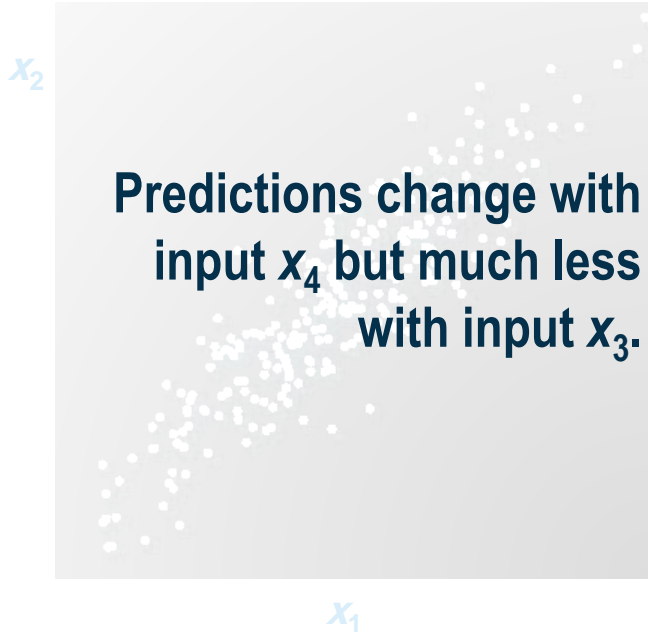 x₂
Predictions change with
input x₄ but much less
with input x₃.
x₁